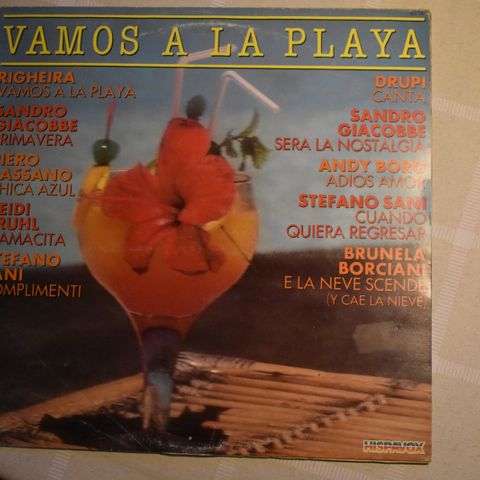 VAMOS A LA PLAYA
RIGHEIRA
VAMOS A LA PLAYA
SANDRO
GIACOBBE
PRIMAVERA
IERO
ASSANO
HICA AZUL
EIDI
RUHL
AMACITA
TEFANO
ANI
OMPLIMENTI
DRUPI
CANTA
SANDRO
GIACOBBE
SERA LA NOSTALGIA
ANDY BORG
ADIOS AMOR
STEFANO SANI
CUANDO
QUIERA REGRESAR
BRUNELA
BORCIANI
E LA NEVE SCENDE
(Y CAE LA NIEVE)
HISPAVOX